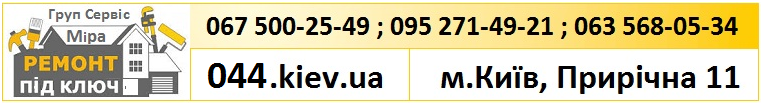 Груп Сервіс
Міра
РЕМОНТ
під ключ
067 500-25-49 ; 095 271-49-21 ; 063 568-05-34
044.kiev.ua
м.Київ, Прирічна 11